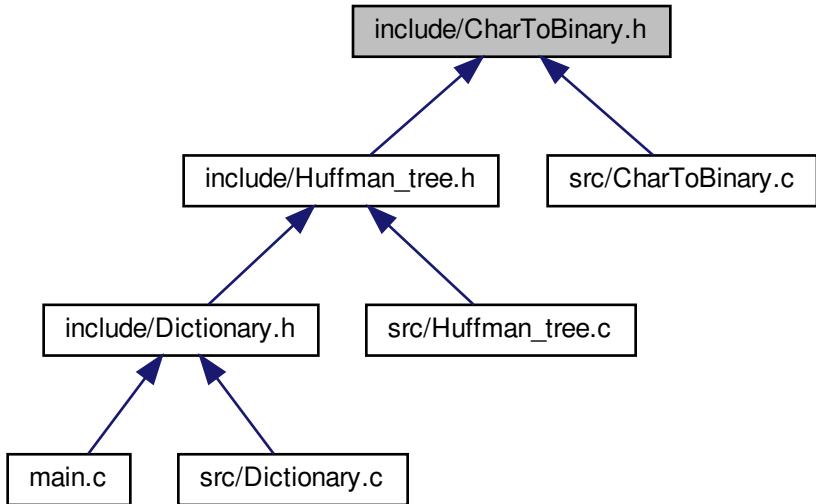 include/CharToBinary.h
include/Huffman_tree.h
src/CharToBinary.c
include/Dictionary.h
src/Huffman_tree.c
main.c
src/Dictionary.c